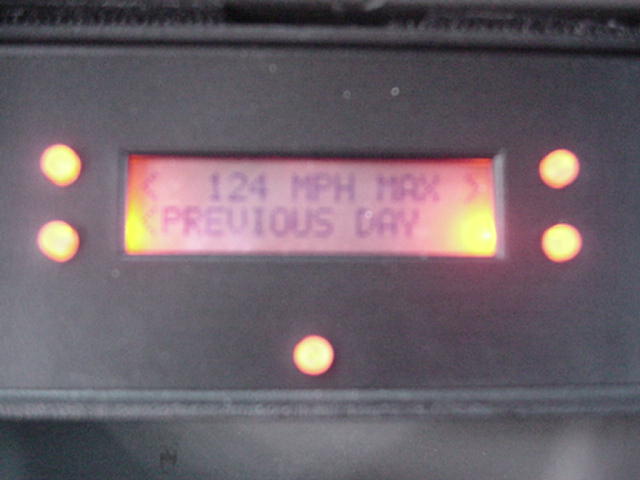 < 124 MPH MAX >
<PREVIOUS DAY